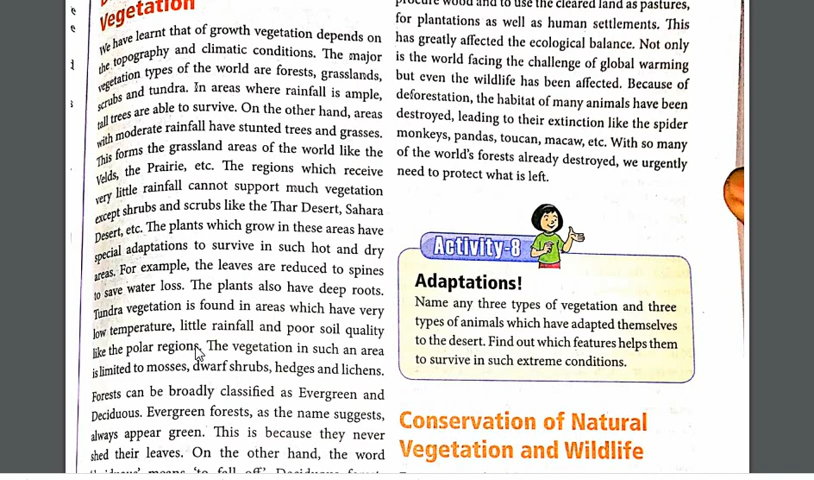 Vegetation
We have learnt that of growth vegetation depends on
the topography and climatic conditions. The major
vegetation types of the world are forests, grasslands,
scrubs and tundra. In areas where rainfall is ample,
tall trees are able to survive. On the other hand, areas
with moderate rainfall have stunted trees and grasses.
This forms the grassland areas of the world like the
Velds, the Prairie, etc. The regions which receive
very little rainfall cannot support much vegetation
except shrubs and scrubs like the Thar Desert, Sahara
Desert, etc. The plants which grow in these areas have
special adaptations to survive in such hot and dry
areas. For example, the leaves are reduced to spines
to save water loss. The plants also have deep roots.
Tundra vegetation is found in areas which have very
low temperature, little rainfall and poor soil quality
like the polar regions. The vegetation in such an area
is limited to mosses, dwarf shrubs, hedges and lichens.
Forests can be broadly classified as Evergreen and
Deciduous. Evergreen forests, as the name suggests,
always appear green. This is because they never
shed their leaves. On the other hand, the word
means 'to fall off'.
procure wood and to use the cleared land as pastures,
for plantations as well as human settlements. This
has greatly affected the ecological balance. Not only
is the world facing the challenge of global warming
but even the wildlife has been affected. Because of
deforestation, the habitat of many animals have been
destroyed, leading to their extinction like the spider
monkeys, pandas, toucan, macaw, etc. With so many
of the world's forests already destroyed, we urgently
need to protect what is left.
Activity-8
Adaptations!
Name any three types of vegetation and three
types of animals which have adapted themselves
to the desert. Find out which features helps them
to survive in such extreme conditions.
Conservation of Natural
Vegetation and Wildlife